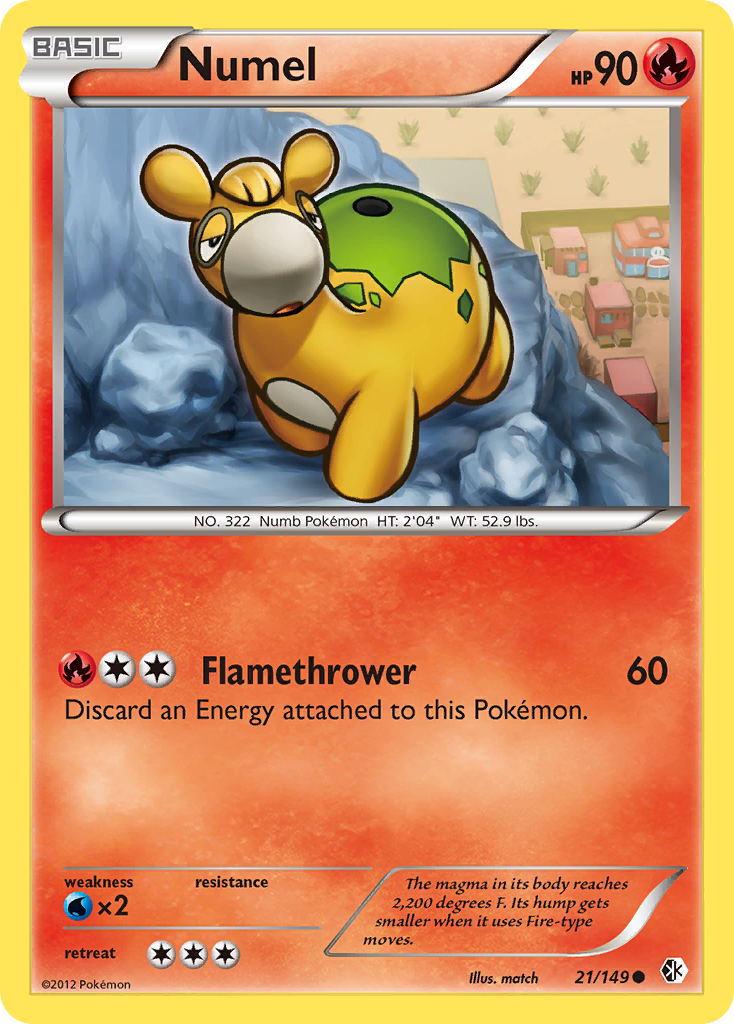 BASIC
Numel
HP 90
NO. 322 Numb Pokémon HT: 2'04" WT: 52.9 lbs.
Flamethrower 60
Discard an Energy attached to this Pokémon.
weakness resistance
×2
retreat
The magma in its body reaches
2,200 degrees F. Its hump gets
smaller when it uses Fire-type
moves.
©2012 Pokémon
Illus. match 21/149